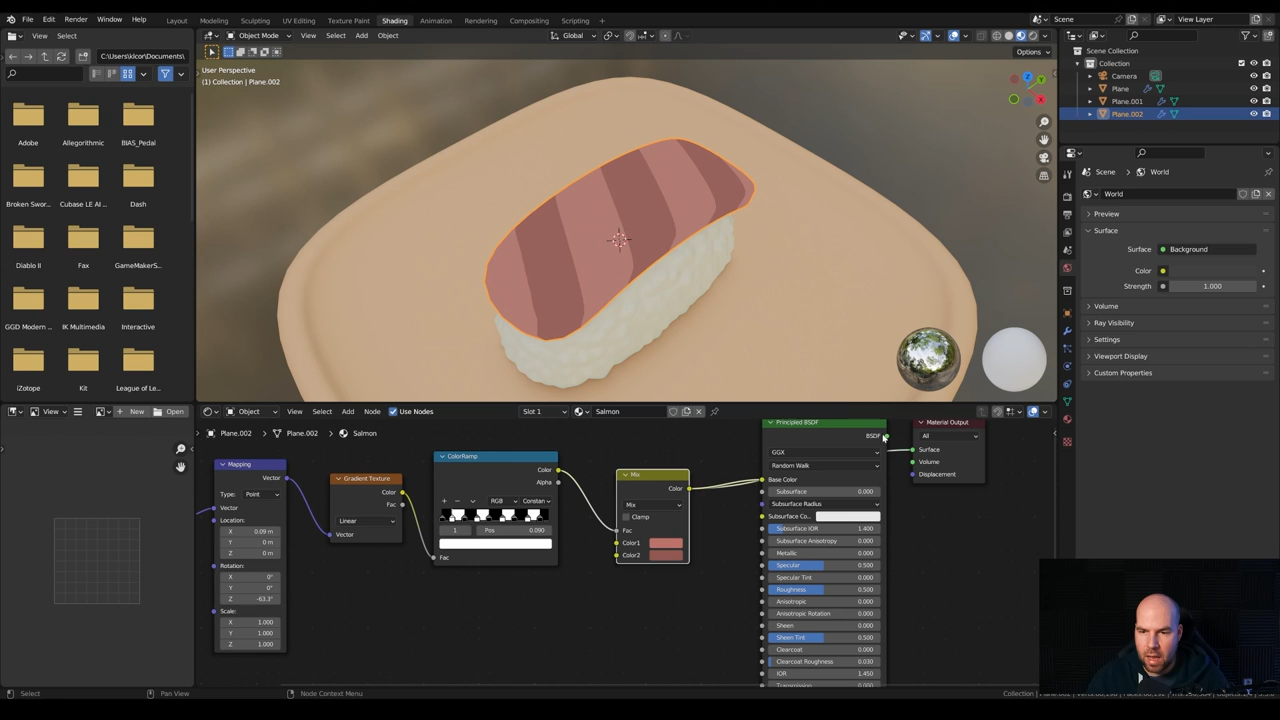 File Edit Render Window Help Layout Modeling Sculpting UV Editing Texture Paint Shading Animation Rendering Compositing Scripting + Scene View Layer
View Select
C:\Users\klcor\Documents\
Object Mode View Select Add Object Global
Options
User Perspective
(1) Collection | Plane.002
Z
Y
X
Adobe Allegorithmic BIAS_Pedal
Broken Swor... Cubase LE AI ... Dash
Diablo II Fax GameMakerS...
GGD Modern ... IK Multimedia Interactive
iZotope Kit League of Le...
Scene Collection
Collection
Camera
Plane
Plane.001
Plane.002
Scene World
World
Preview
Surface
Surface Background
Color
Strength 1.000
Volume
Ray Visibility
Settings
Viewport Display
Custom Properties
View New Open
Object View Select Add Node Use Nodes Slot 1 Salmon
Plane.002 Plane.002 Salmon
Mapping
Vector
Type: Point
Vector
Location:
X 0.09 m
Y 0 m
Z 0 m
Rotation:
X 0°
Y 0°
Z -63.3°
Scale:
X 1.000
Y 1.000
Z 1.000
Gradient Texture
Color
Fac
Linear
Vector
ColorRamp
Color
Alpha
+ − RGB Constan
1 Pos 0.090
Fac
Mix
Color
Mix
Clamp
Fac
Color1
Color2
Principled BSDF
BSDF
GGX
Random Walk
Base Color
Subsurface 0.000
Subsurface Radius
Subsurface Co...
Subsurface IOR 1.400
Subsurface Anisotropy 0.000
Metallic 0.000
Specular 0.500
Specular Tint 0.000
Roughness 0.500
Anisotropic 0.000
Anisotropic Rotation 0.000
Sheen 0.000
Sheen Tint 0.500
Clearcoat 0.000
Clearcoat Roughness 0.030
IOR 1.450
Material Output
All
Surface
Volume
Displacement
Select Pan View Node Context Menu